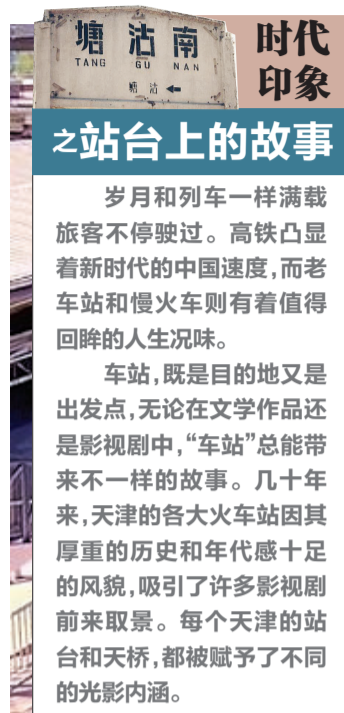 塘沽南
TANG GU NAN
塘沽
时代
印象
之站台上的故事
岁月和列车一样满载
旅客不停驶过。高铁凸显
着新时代的中国速度,而老
车站和慢火车则有着值得
回眸的人生况味。
车站,既是目的地又是
出发点,无论在文学作品还
是影视剧中,“车站”总能带
来不一样的故事。几十年
来,天津的各大火车站因其
厚重的历史和年代感十足
的风貌,吸引了许多影视剧
前来取景。每个天津的站
台和天桥,都被赋予了不同
的光影内涵。